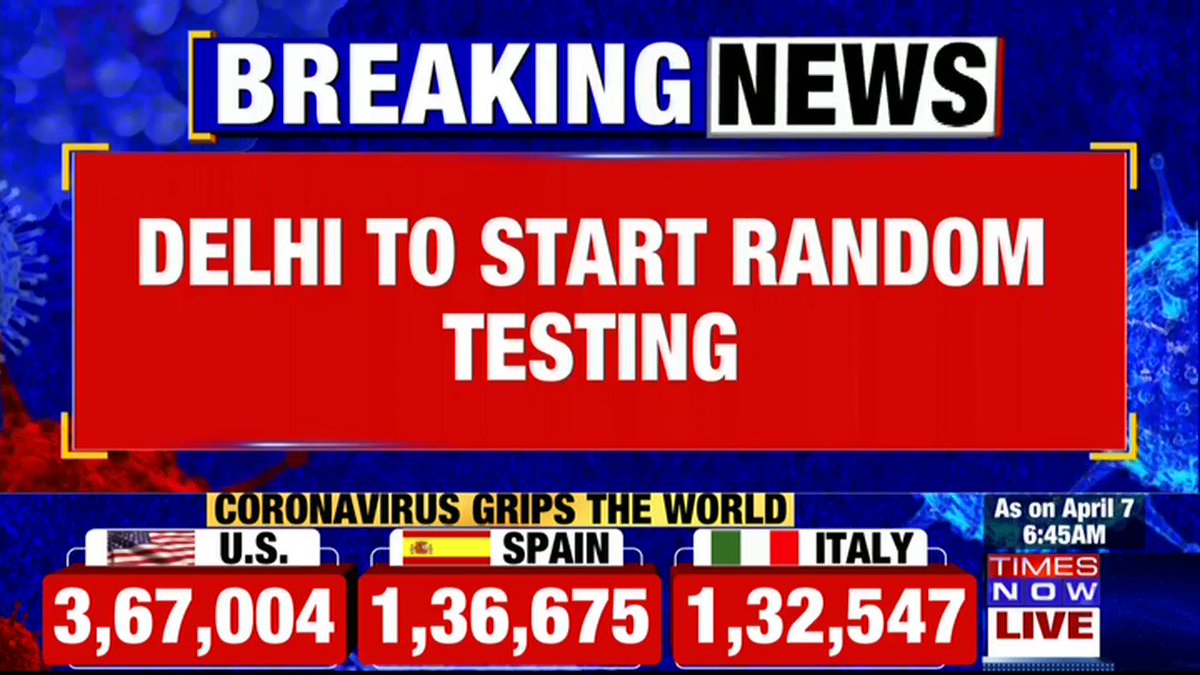 BREAKING NEWS
DELHI TO START RANDOM
TESTING
CORONAVIRUS GRIPS THE WORLD
U.S.
3,67,004
SPAIN
1,36,675
ITALY
1,32,547
As on April 7
6:45AM
TIMES
NOW
LIVE